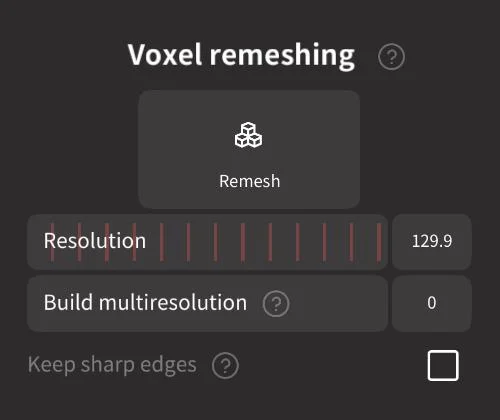 Voxel remeshing ?
Remesh
Resolution 129.9
Build multiresolution ? 0
Keep sharp edges ?